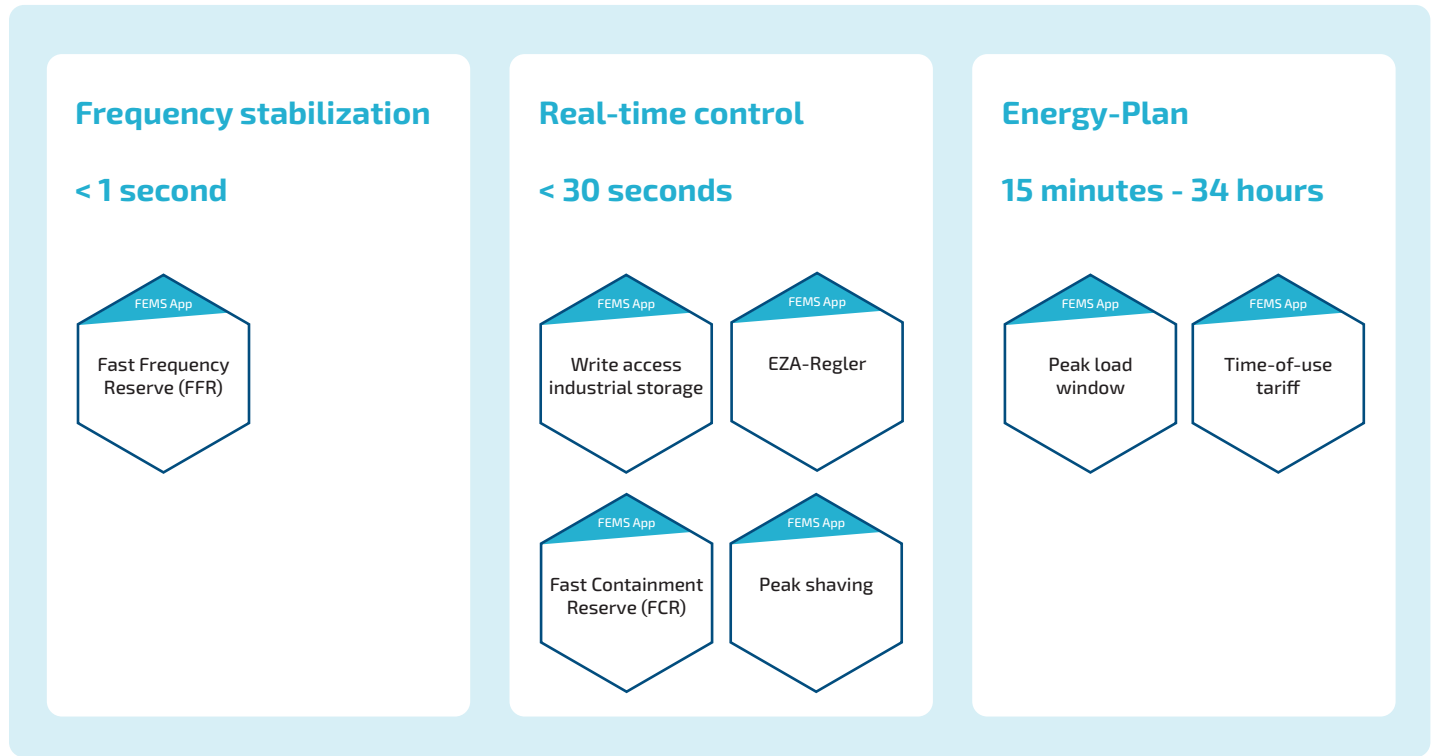 Frequency stabilization
< 1 second
FEMS App
Fast Frequency
Reserve (FFR)
Real-time control
< 30 seconds
FEMS App
Write access
industrial storage
FEMS App
EZA-Regler
FEMS App
Fast Containment
Reserve (FCR)
FEMS App
Peak shaving
Energy-Plan
15 minutes - 34 hours
FEMS App
Peak load
window
FEMS App
Time-of-use
tariff